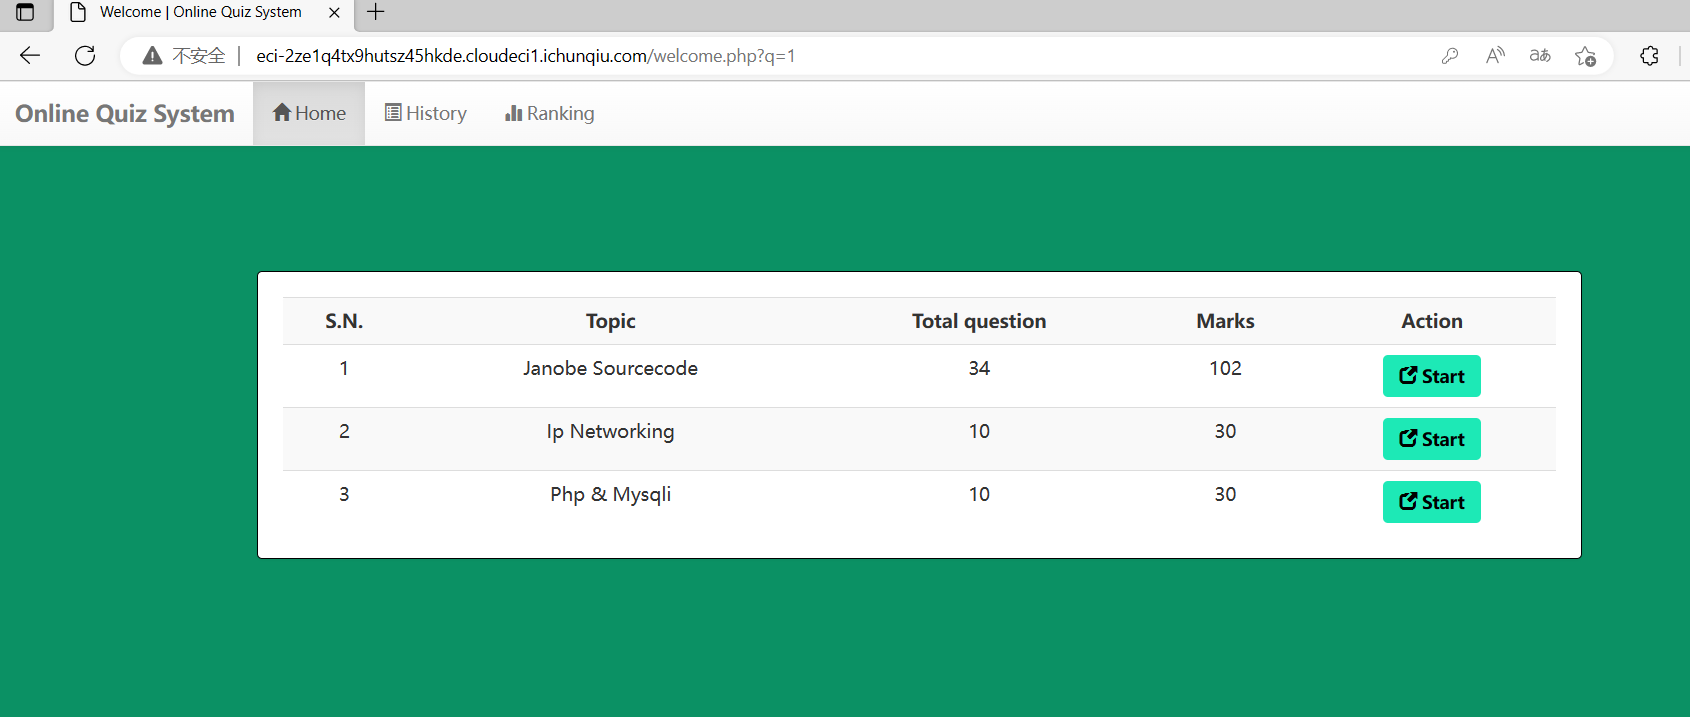 Welcome | Online Quiz System
不安全 | eci-2ze1q4tx9hutsz45hkde.cloudeci1.ichunqiu.com/welcome.php?q=1
Online Quiz System Home History Ranking
S.N. Topic Total question Marks Action
1 Janobe Sourcecode 34 102 Start
2 Ip Networking 10 30 Start
3 Php & Mysqli 10 30 Start